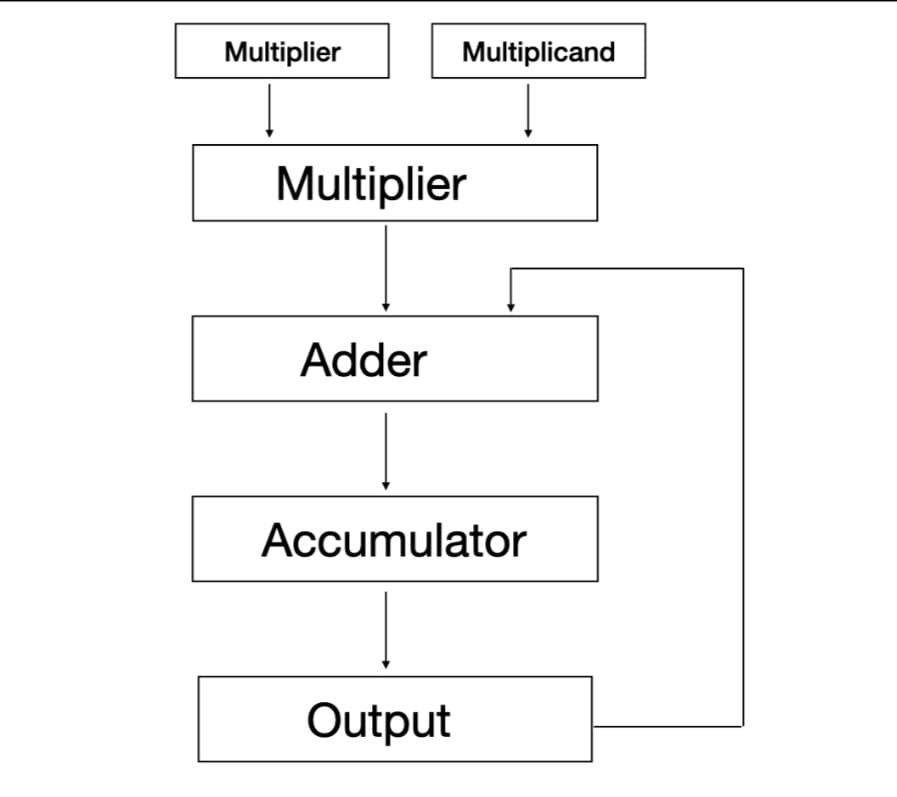 Multiplier
Multiplicand
Multiplier
Adder
Accumulator
Output